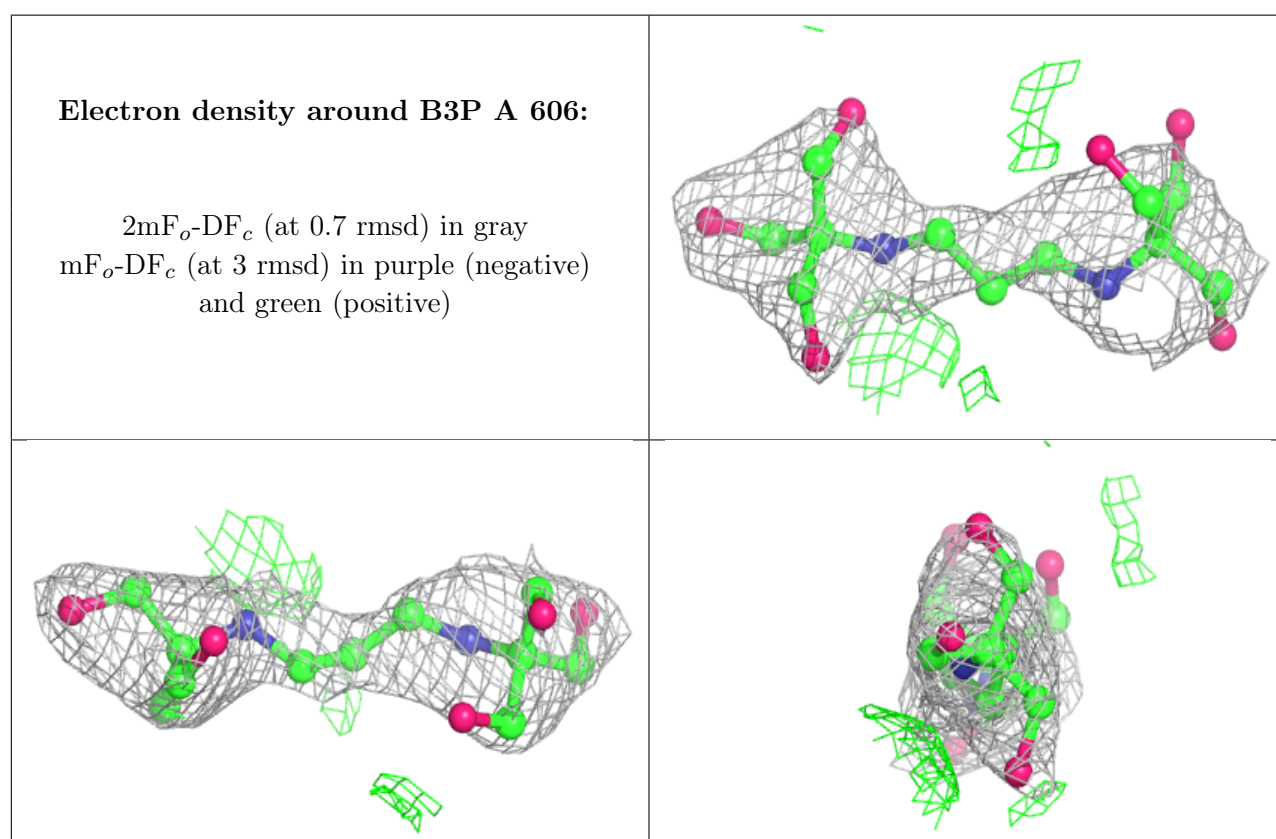 Electron density around B3P A 606:
2mFo-DFc (at 0.7 rmsd) in gray
mFo-DFc (at 3 rmsd) in purple (negative)
and green (positive)